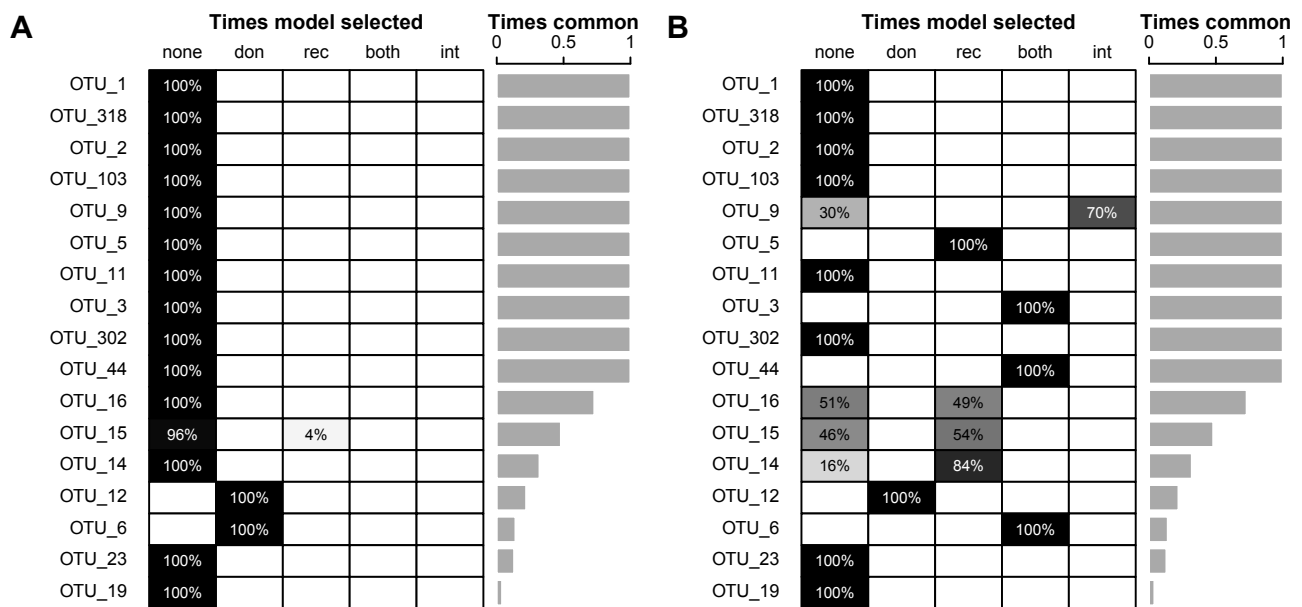 A
Times model selected
Times common
none don rec both int
0 0.5 1
OTU_1 100%
OTU_318 100%
OTU_2 100%
OTU_103 100%
OTU_9 100%
OTU_5 100%
OTU_11 100%
OTU_3 100%
OTU_302 100%
OTU_44 100%
OTU_16 100%
OTU_15 96% 4%
OTU_14 100%
OTU_12 100%
OTU_6 100%
OTU_23 100%
OTU_19 100%
B
Times model selected
Times common
none don rec both int
0 0.5 1
OTU_1 100%
OTU_318 100%
OTU_2 100%
OTU_103 100%
OTU_9 30% 70%
OTU_5 100%
OTU_11 100%
OTU_3 100%
OTU_302 100%
OTU_44 100%
OTU_16 51% 49%
OTU_15 46% 54%
OTU_14 16% 84%
OTU_12 100%
OTU_6 100%
OTU_23 100%
OTU_19 100%